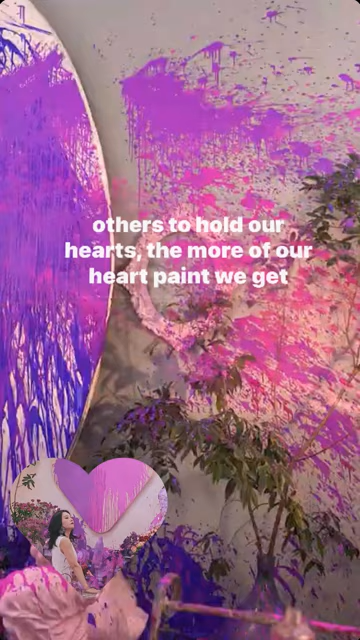 others to hold our
hearts, the more of our
heart paint we get